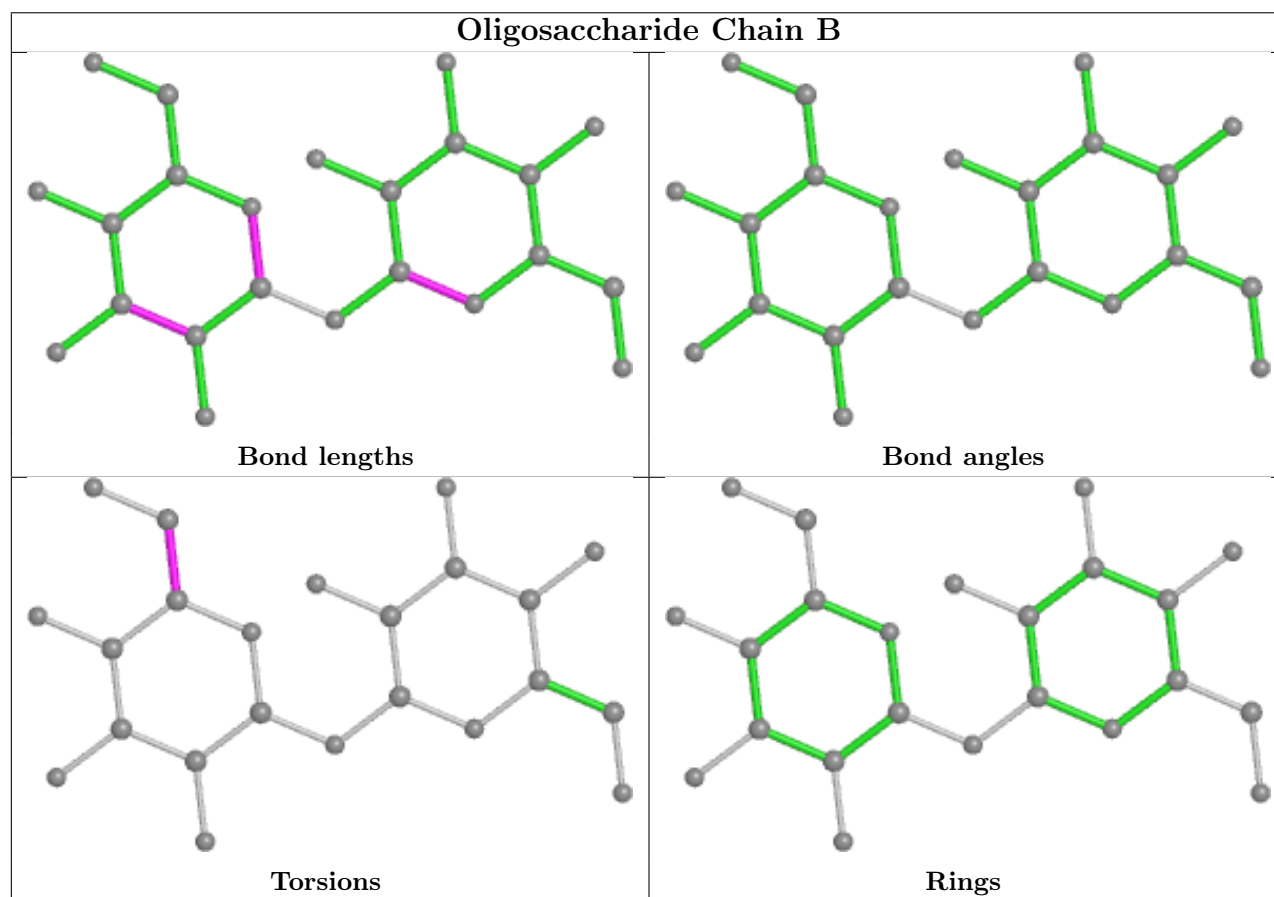 Oligosaccharide Chain B
Bond lengths
Bond angles
Torsions
Rings